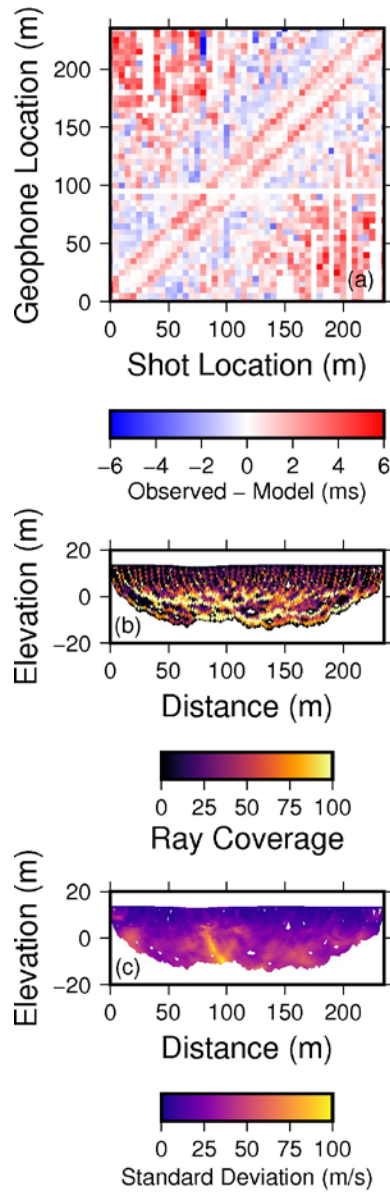 Geophone Location (m)
200
150
100
50
0
(a)
0 50 100 150 200
Shot Location (m)
−6 −4 −2 0 2 4 6
Observed − Model (ms)
Elevation (m)
20
0
−20
(b)
0 50 100 150 200
Distance (m)
0 25 50 75 100
Ray Coverage
Elevation (m)
20
0
−20
(c)
0 50 100 150 200
Distance (m)
0 25 50 75 100
Standard Deviation (m/s)